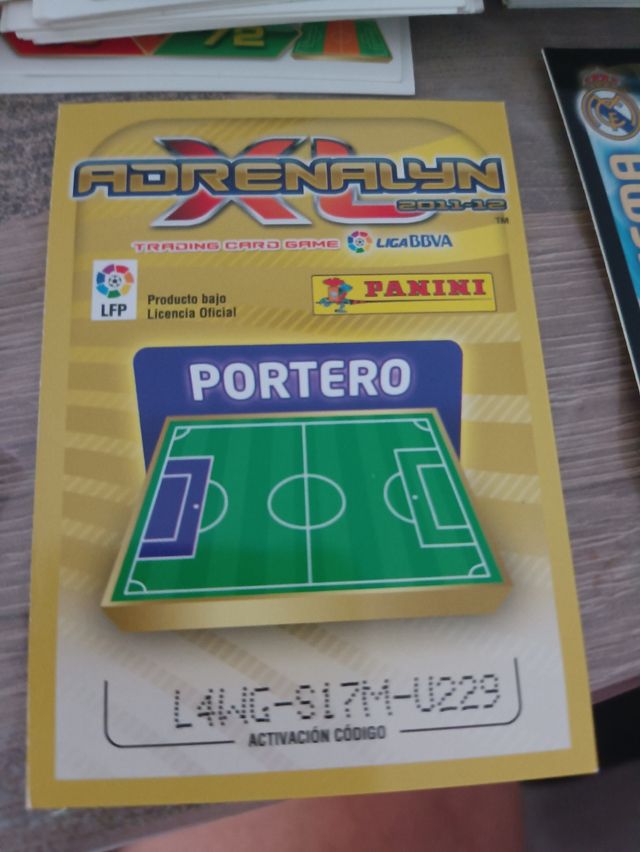 ADRENALYN
XL
2011-12
TM
TRADING CARD GAME LIGA BBVA
LFP
Producto bajo
Licencia Oficial
PANINI
PORTERO
L4WG-S17M-U229
ACTIVACIÓN CÓDIGO